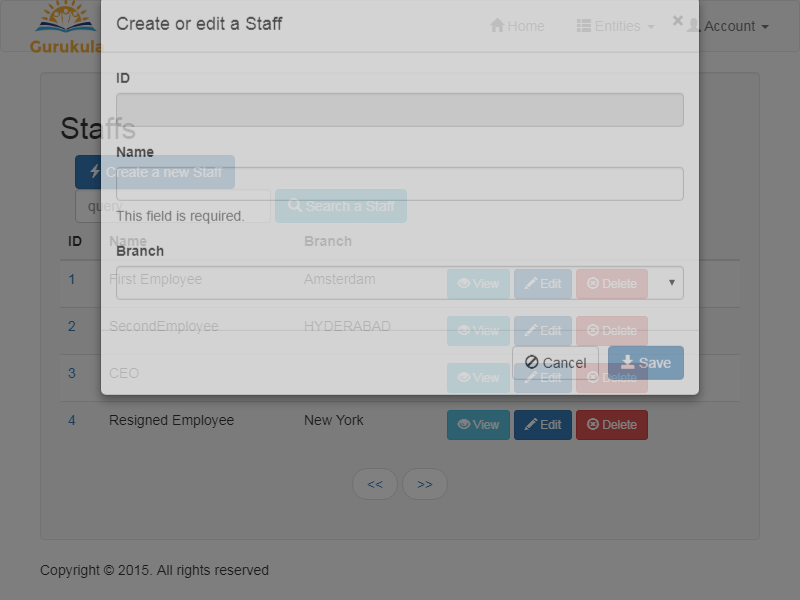 Create or edit a Staff
×
Gurukula
Home
Entities
Account
ID
Staffs
Name
Create a new Staff
query
Search a Staff
This field is required.
ID Name Branch
Branch
1 First Employee Amsterdam View Edit Delete
2 SecondEmployee HYDERABAD View Edit Delete
Cancel Save
3 CEO View Edit Delete
4 Resigned Employee New York View Edit Delete
<< >>
Copyright © 2015. All rights reserved